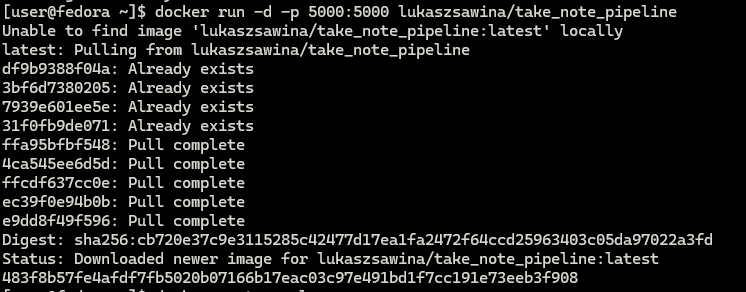 [user@fedora ~]$ docker run -d -p 5000:5000 lukaszsawina/take_note_pipeline
Unable to find image 'lukaszsawina/take_note_pipeline:latest' locally
latest: Pulling from lukaszsawina/take_note_pipeline
df9b9388f04a: Already exists
3bf6d7380205: Already exists
7939e601ee5e: Already exists
31f0fb9de071: Already exists
ffa95bfbf548: Pull complete
4ca545ee6d5d: Pull complete
ffcdf637cc0e: Pull complete
ec39f0e94b0b: Pull complete
e9dd8f49f596: Pull complete
Digest: sha256:cb720e37c9e3115285c42477d17ea1fa2472f64ccd25963403c05da97022a3fd
Status: Downloaded newer image for lukaszsawina/take_note_pipeline:latest
483f8b57fe4afdf7fb5020b07166b17eac03c97e491bd1f7cc191e73eeb3f908